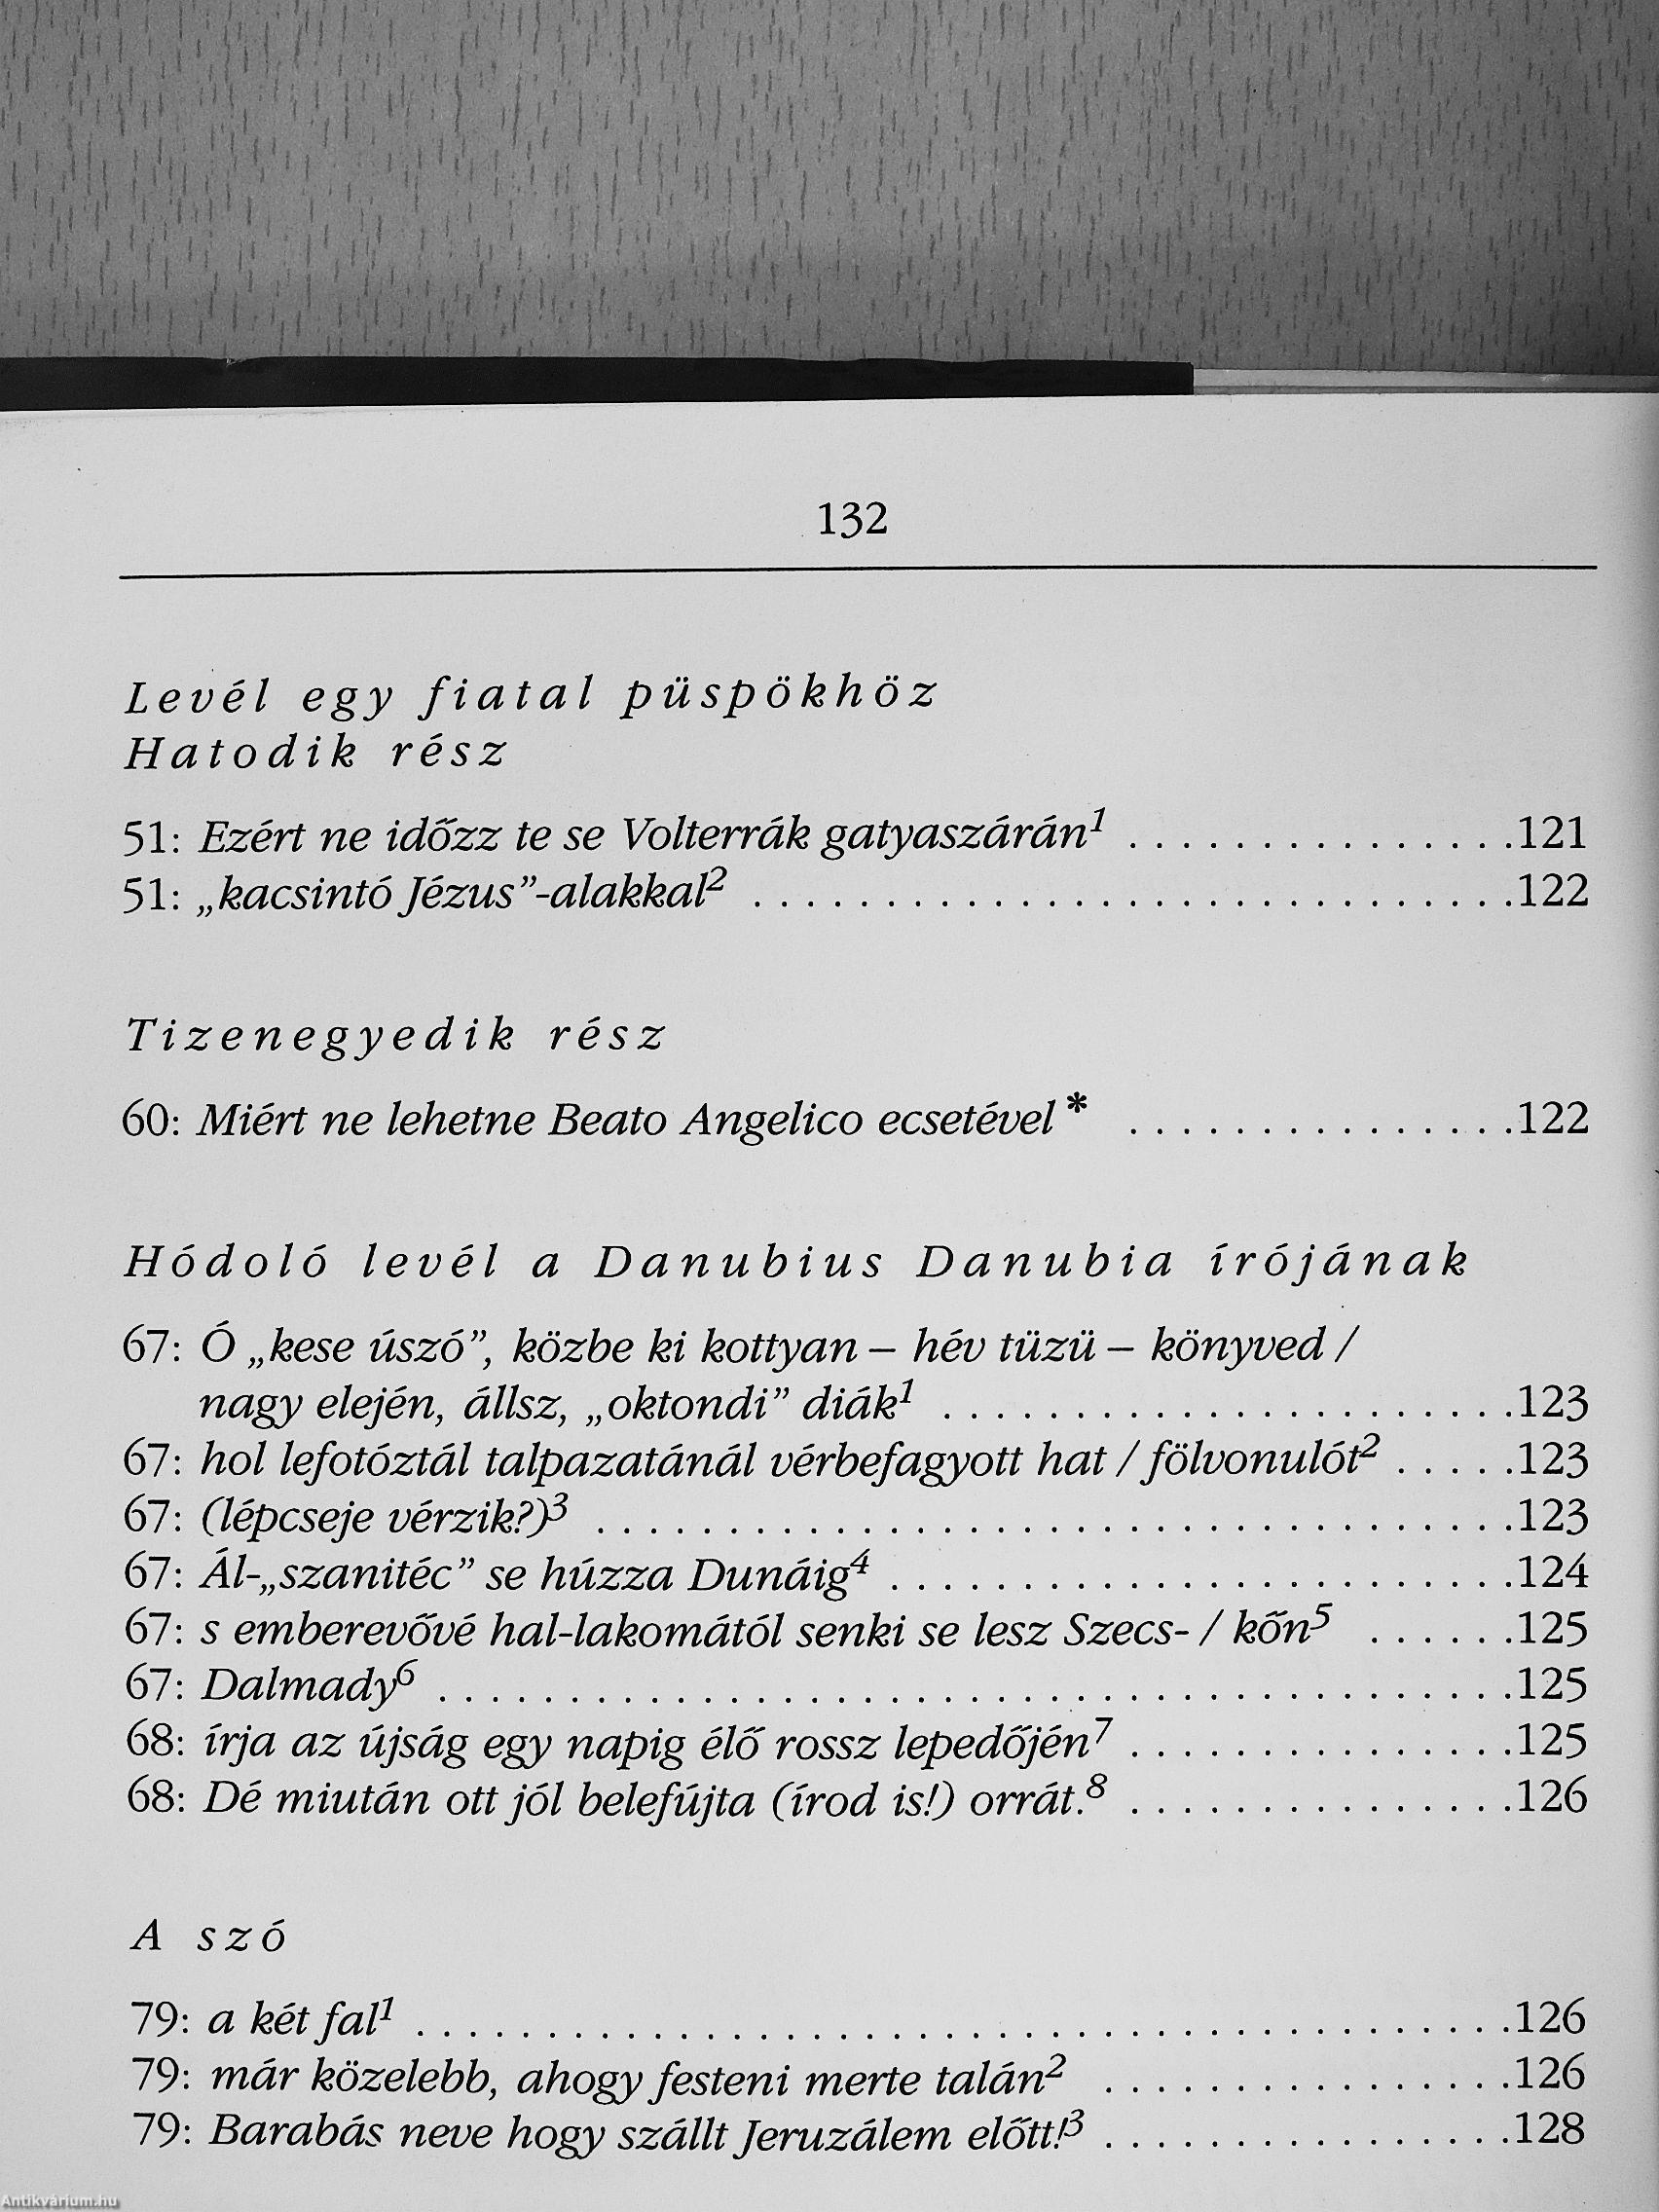 132
Levél egy fiatal püspökhöz
Hatodik rész
51: Ezért ne időzz te se Volterrák gatyaszárán¹ . . . . . . . . . . . . . . . 121
51: „kacsintó Jézus”-alakkal² . . . . . . . . . . . . . . . . . . . . . . . . . . . . . 122
Tizenegyedik rész
60: Miért ne lehetne Beato Angelico ecsetével* . . . . . . . . . . . . . . . 122
Hódoló levél a Danubius Danubia írójának
67: Ó „kese úszó”, közbe ki kottyan – hév tüzü – könyved /
nagy elején, állsz, „oktondi” diák¹ . . . . . . . . . . . . . . . . . . . . . . 123
67: hol lefotóztál talpazatánál vérbefagyott hat / fölvonulót² . . . . . 123
67: (lépcseje vérzik?)³ . . . . . . . . . . . . . . . . . . . . . . . . . . . . . . . . . . . 123
67: Ál-„szanitéc” se húzza Dunáig⁴ . . . . . . . . . . . . . . . . . . . . . . . . 124
67: s emberevővé hal-lakomától senki se lesz Szecs- / kőn⁵ . . . . . . 125
67: Dalmady⁶ . . . . . . . . . . . . . . . . . . . . . . . . . . . . . . . . . . . . . . . . . 125
68: írja az újság egy napig élő rossz lepedőjén⁷ . . . . . . . . . . . . . . . 125
68: Dé miután ott jól belefújta (írod is!) orrát.⁸ . . . . . . . . . . . . . . . 126
A szó
79: a két fal¹ . . . . . . . . . . . . . . . . . . . . . . . . . . . . . . . . . . . . . . . . . . 126
79: már közelebb, ahogy festeni merte talán² . . . . . . . . . . . . . . . . 126
79: Barabás neve hogy szállt Jeruzálem előtt!³ . . . . . . . . . . . . . . . . 128
Antikvárium.hu